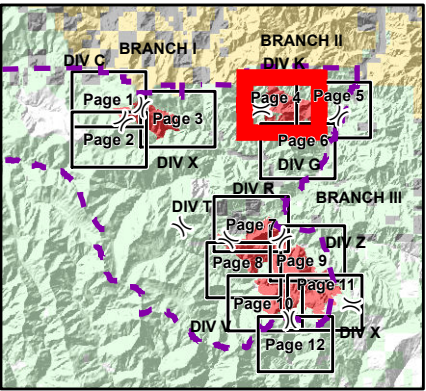 BRANCH I
BRANCH II
DIV C
DIV K
Page 1
Page 4
Page 5
Page 3
Page 2
Page 6
DIV X
DIV G
DIV R
BRANCH III
DIV T
Page 7
DIV Z
Page 8
Page 9
Page 11
Page 10
DIV V
DIV X
Page 12